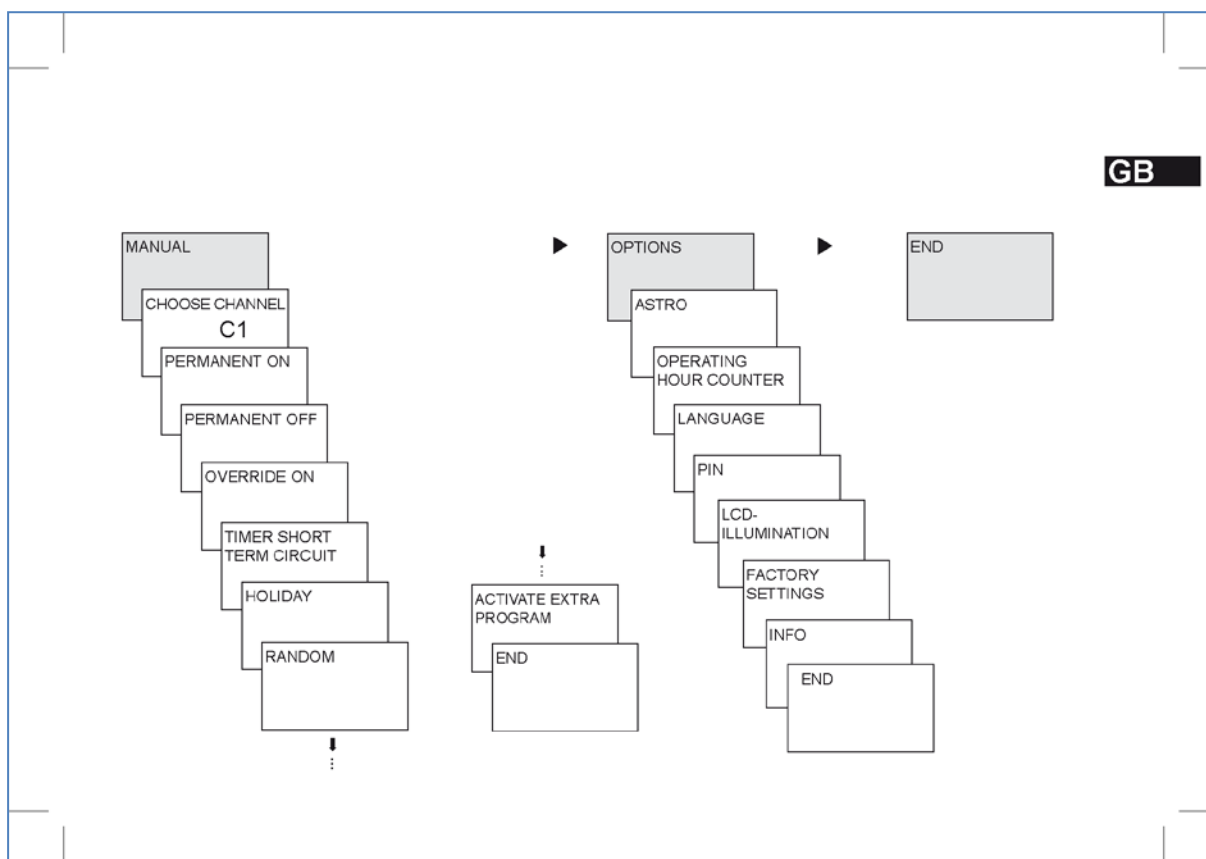 GB
MANUAL
CHOOSE CHANNEL
C1
PERMANENT ON
PERMANENT OFF
OVERRIDE ON
TIMER SHORT
TERM CIRCUIT
HOLIDAY
RANDOM
ACTIVATE EXTRA
PROGRAM
END
OPTIONS
ASTRO
OPERATING
HOUR COUNTER
LANGUAGE
PIN
LCD-
ILLUMINATION
FACTORY
SETTINGS
INFO
END
END